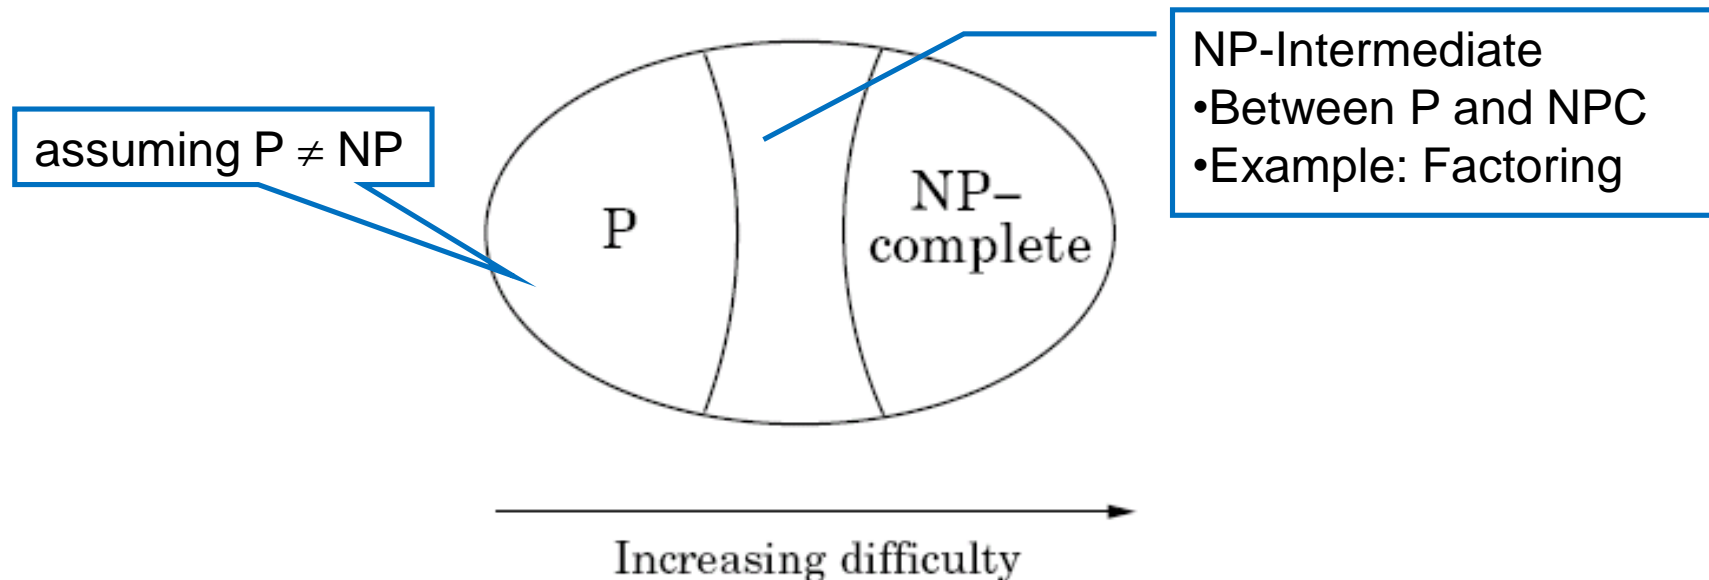 assuming P ≠ NP
P
NP–
complete
NP-Intermediate
•Between P and NPC
•Example: Factoring
Increasing difficulty